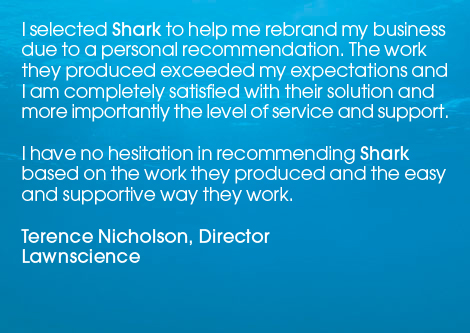 I selected Shark to help me rebrand my business
due to a personal recommendation. The work
they produced exceeded my expectations and
I am completely satisfied with their solution and
more importantly the level of service and support.
I have no hesitation in recommending Shark
based on the work they produced and the easy
and supportive way they work.
Terence Nicholson, Director
Lawnscience